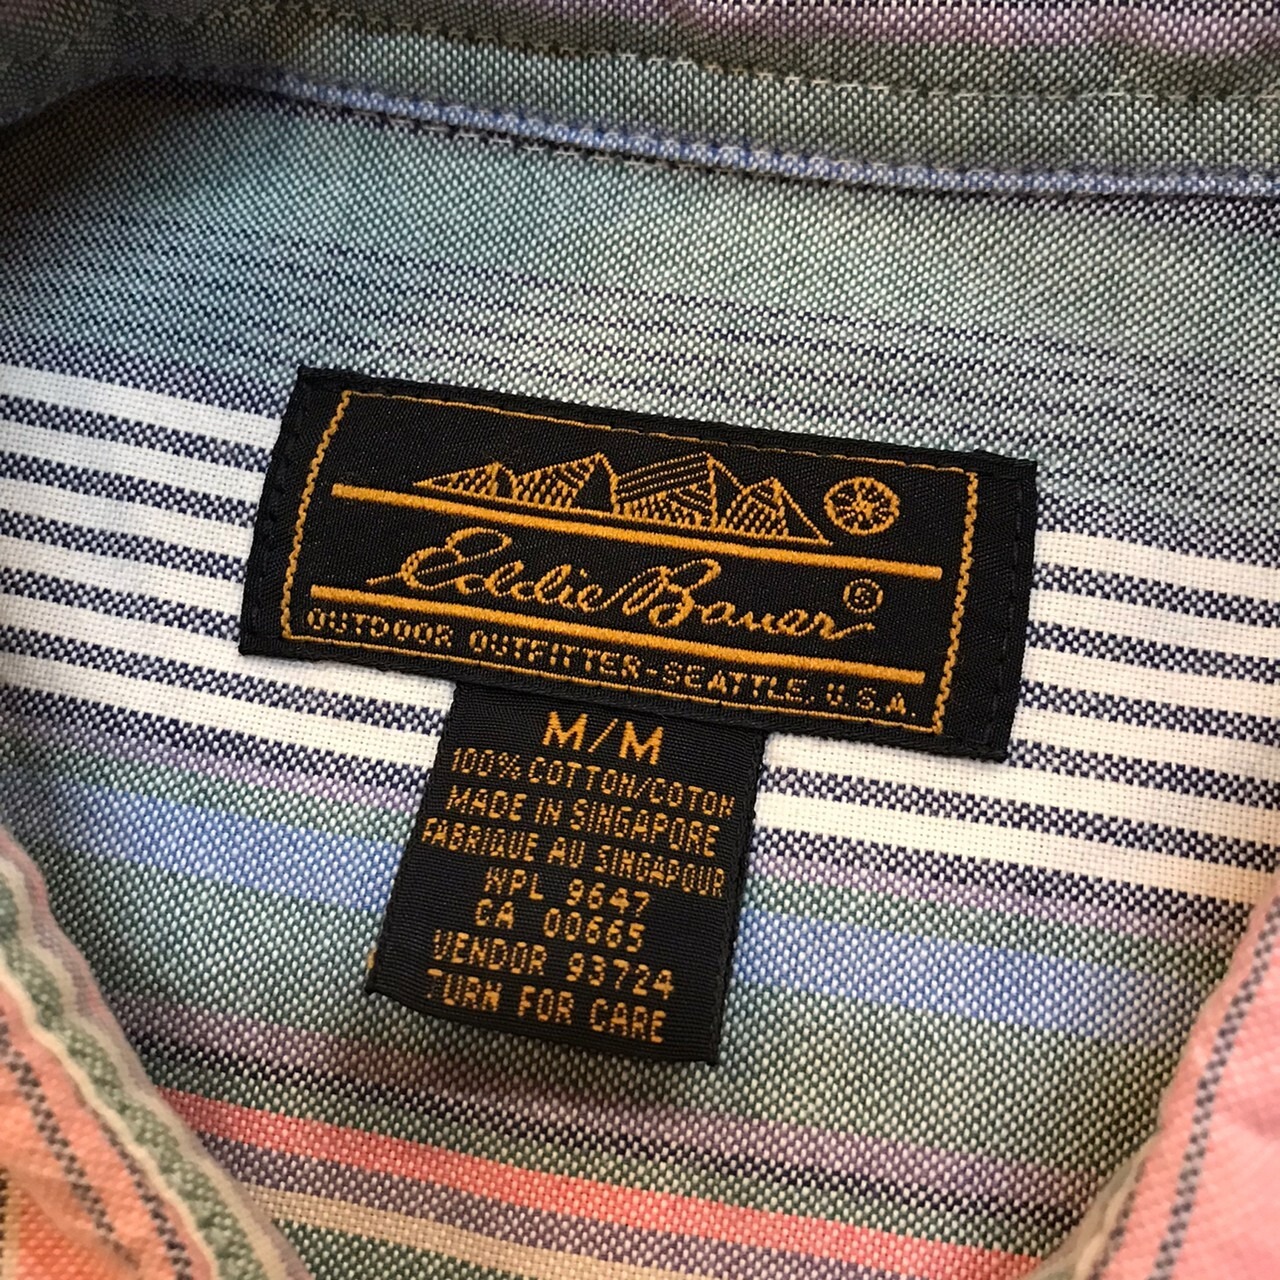 Eddie Bauer®
OUTDOOR OUTFITTER-SEATTLE, U.S.A.
M/M
100% COTTON/COTON
MADE IN SINGAPORE
FABRIQUE AU SINGAPOUR
WPL 9647
CA 00665
VENDOR 93724
TURN FOR CARE